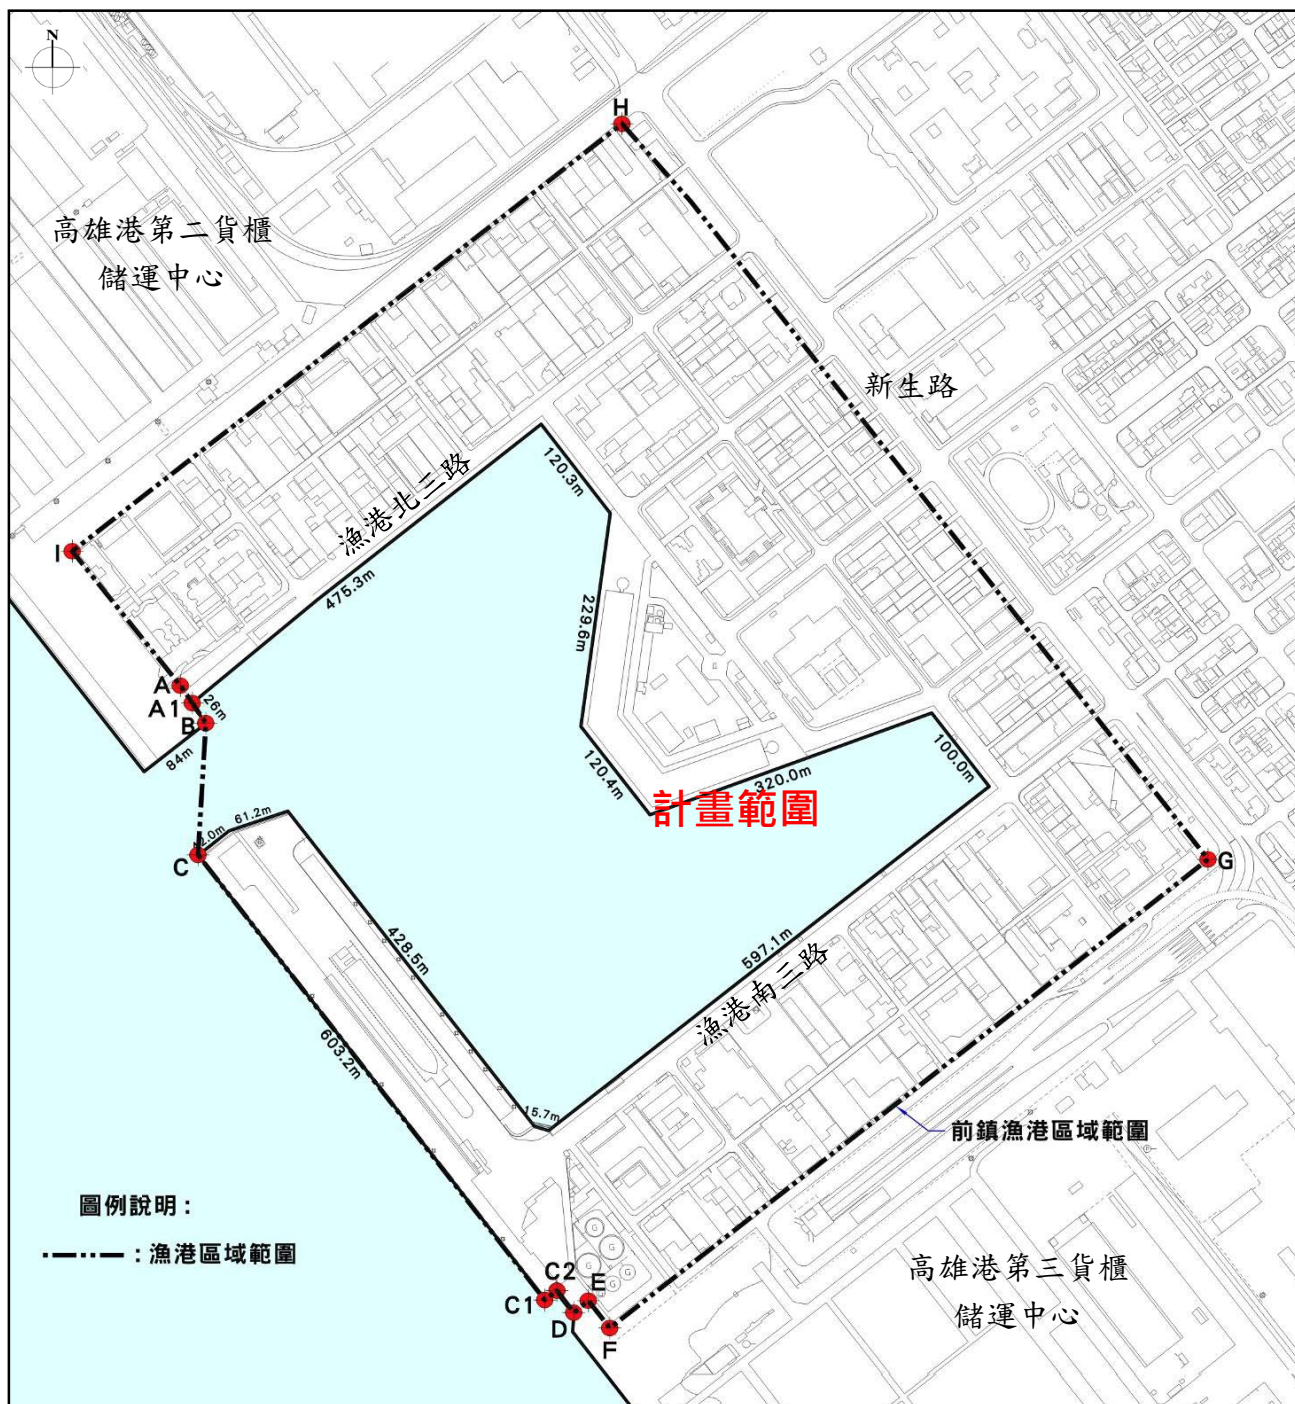 N
H
高雄港第二貨櫃
儲運中心
新生路
120.3m
漁港北三路
475.3m
I
229.6m
A
A1
26m
B
84m
120.4m
320.0m
100.0m
計畫範圍
61.2m
C
G
428.5m
597.1m
漁港南三路
603.2m
15.7m
前鎮漁港區域範圍
圖例說明：
：漁港區域範圍
C2
E
C1
D
F
高雄港第三貨櫃
儲運中心
G
G
G
G
G